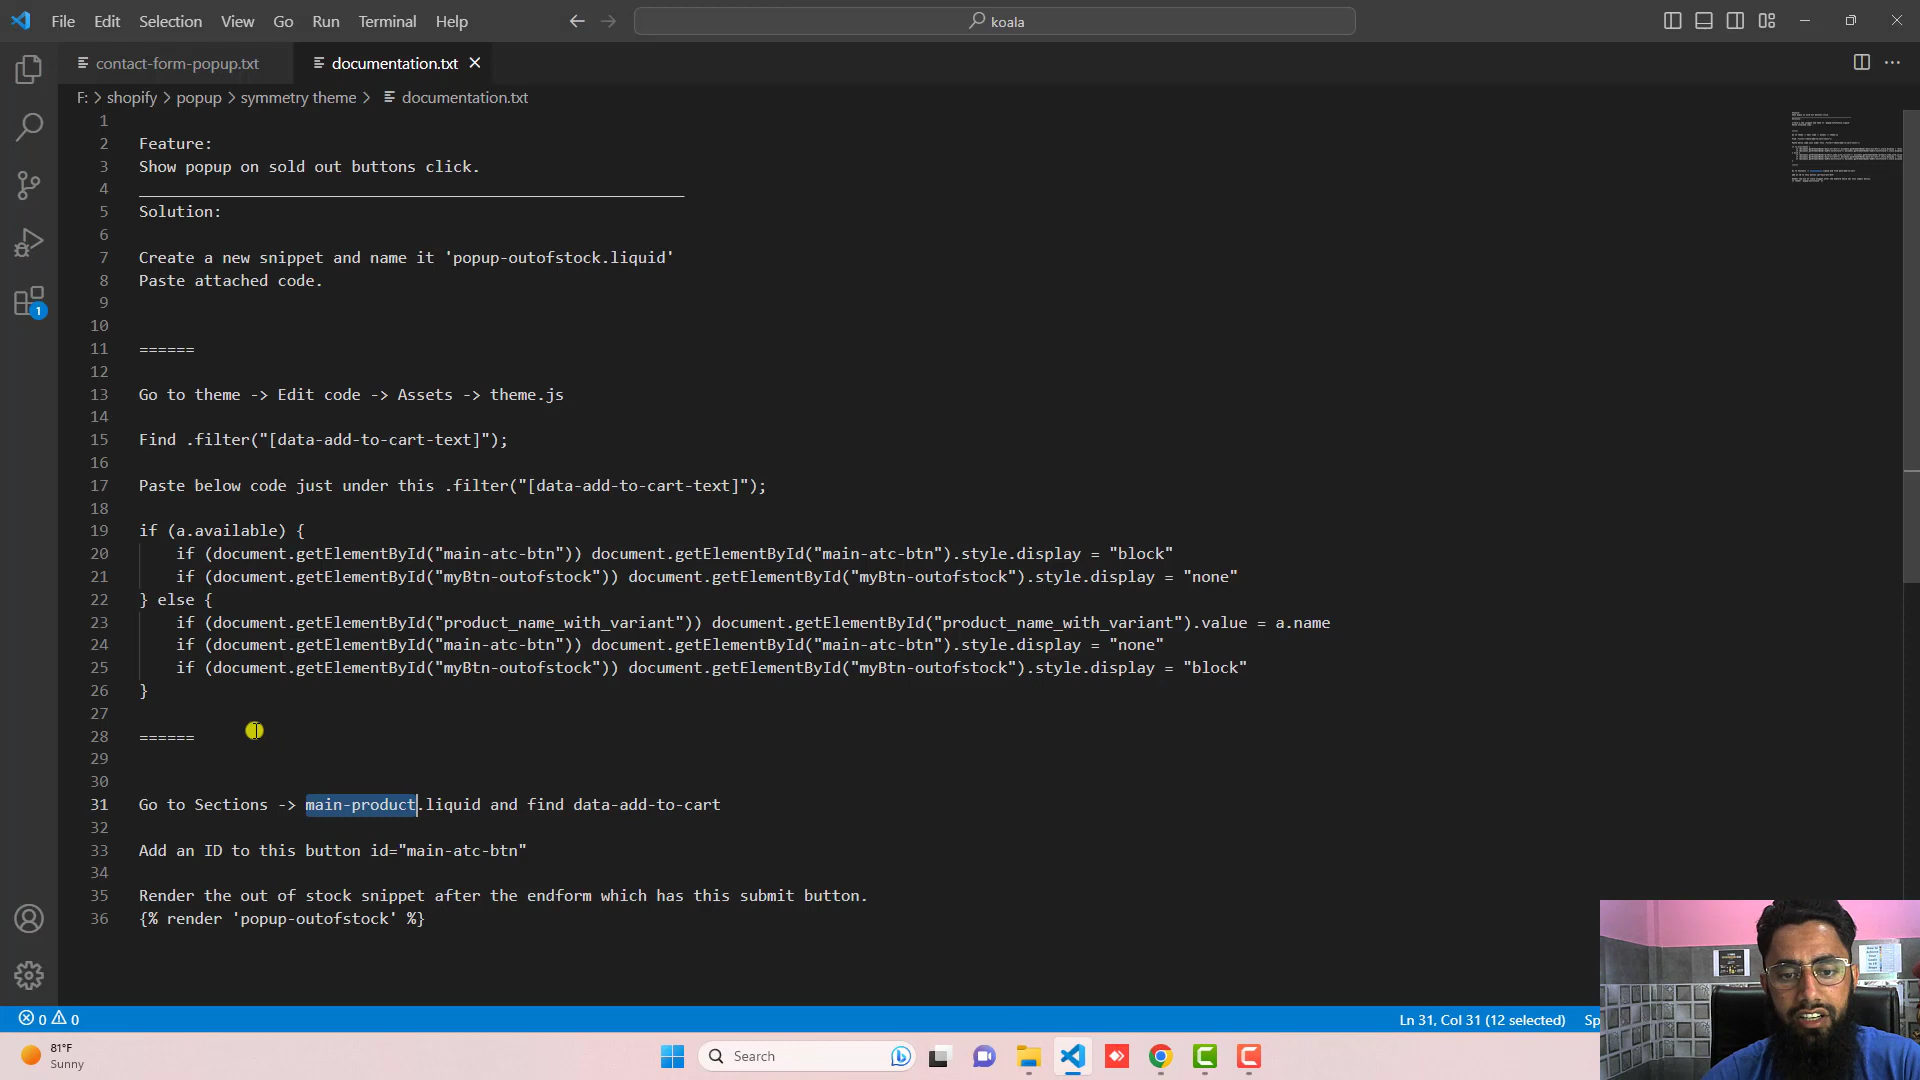 File Edit Selection View Go Run Terminal Help
koala
contact-form-popup.txt
documentation.txt
F: > shopify > popup > symmetry theme > documentation.txt
1
2 Feature:
3 Show popup on sold out buttons click.
4 ___________________________________________________________
5 Solution:
6
7 Create a new snippet and name it 'popup-outofstock.liquid'
8 Paste attached code.
9
10
11 ======
12
13 Go to theme -> Edit code -> Assets -> theme.js
14
15 Find .filter("[data-add-to-cart-text]");
16
17 Paste below code just under this .filter("[data-add-to-cart-text]");
18
19 if (a.available) {
20 if (document.getElementById("main-atc-btn")) document.getElementById("main-atc-btn").style.display = "block"
21 if (document.getElementById("myBtn-outofstock")) document.getElementById("myBtn-outofstock").style.display = "none"
22 } else {
23 if (document.getElementById("product_name_with_variant")) document.getElementById("product_name_with_variant").value = a.name
24 if (document.getElementById("main-atc-btn")) document.getElementById("main-atc-btn").style.display = "none"
25 if (document.getElementById("myBtn-outofstock")) document.getElementById("myBtn-outofstock").style.display = "block"
26 }
27
28 ======
29
30
31 Go to Sections -> main-product.liquid and find data-add-to-cart
32
33 Add an ID to this button id="main-atc-btn"
34
35 Render the out of stock snippet after the endform which has this submit button.
36 {% render 'popup-outofstock' %}
1
0 0
Ln 31, Col 31 (12 selected)
Sp
81°F
Sunny
Search